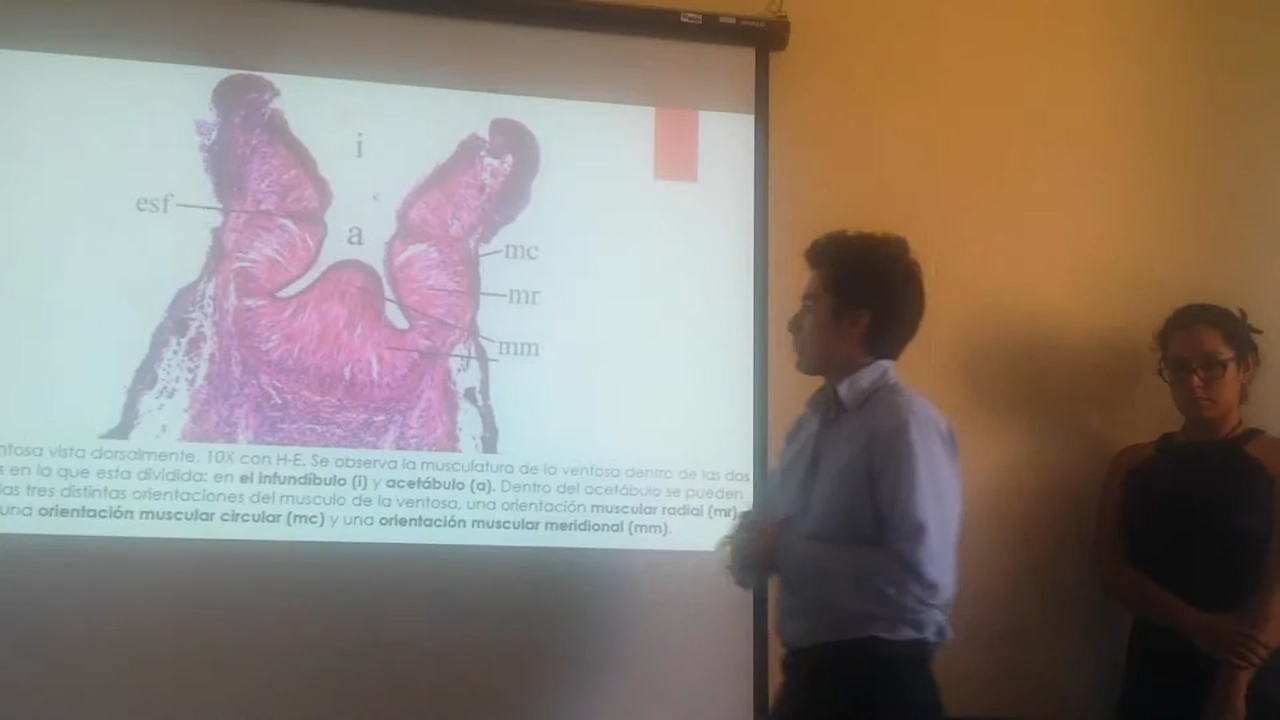 i
esf
a
mc
mr
mm
ntosa vista dorsalmente, 10X con H-E. Se observa la musculatura de la ventosa dentro de las dos
s en lo que esta dividida: en el infundíbulo (i) y acetábulo (a). Dentro del acetábulo se pueden
las tres distintas orientaciones del musculo de la ventosa, una orientación muscular radial (mr),
una orientación muscular circular (mc) y una orientación muscular meridional (mm).